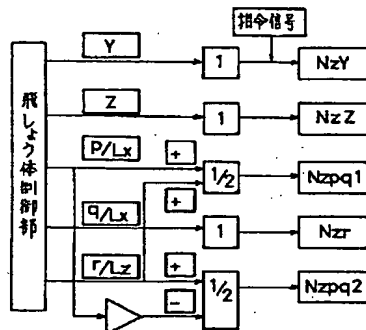 指令信号
Y
1
NzY
Z
1
NzZ
飛しょう体制御部
P/Lx
+
1/2
Nzpq1
+
q/Lx
1
Nzr
r/Lz
+
1/2
Nzpq2
−